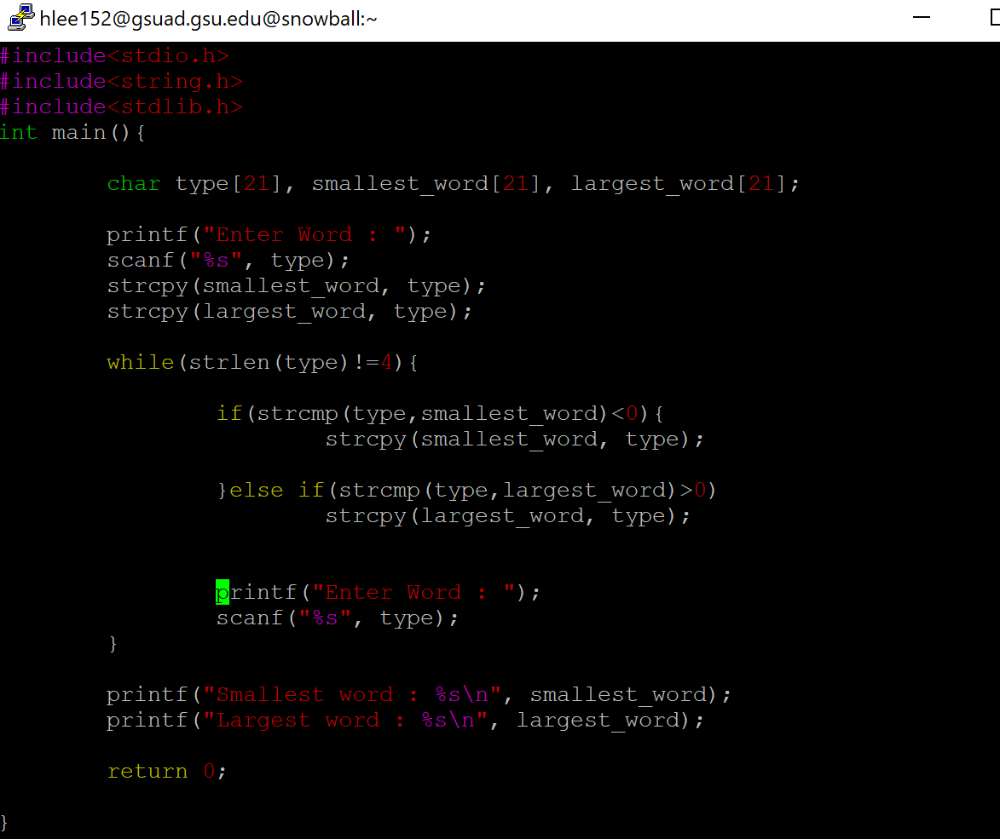 hlee152@gsuad.gsu.edu@snowball:~
#include<stdio.h>
#include<string.h>
#include<stdlib.h>
int main(){
char type[21], smallest_word[21], largest_word[21];
printf("Enter Word : ");
scanf("%s", type);
strcpy(smallest_word, type);
strcpy(largest_word, type);
while(strlen(type)!=4){
if(strcmp(type,smallest_word)<0){
strcpy(smallest_word, type);
}else if(strcmp(type,largest_word)>0)
strcpy(largest_word, type);
printf("Enter Word : ");
scanf("%s", type);
}
printf("Smallest word : %s\n", smallest_word);
printf("Largest word : %s\n", largest_word);
return 0;
}